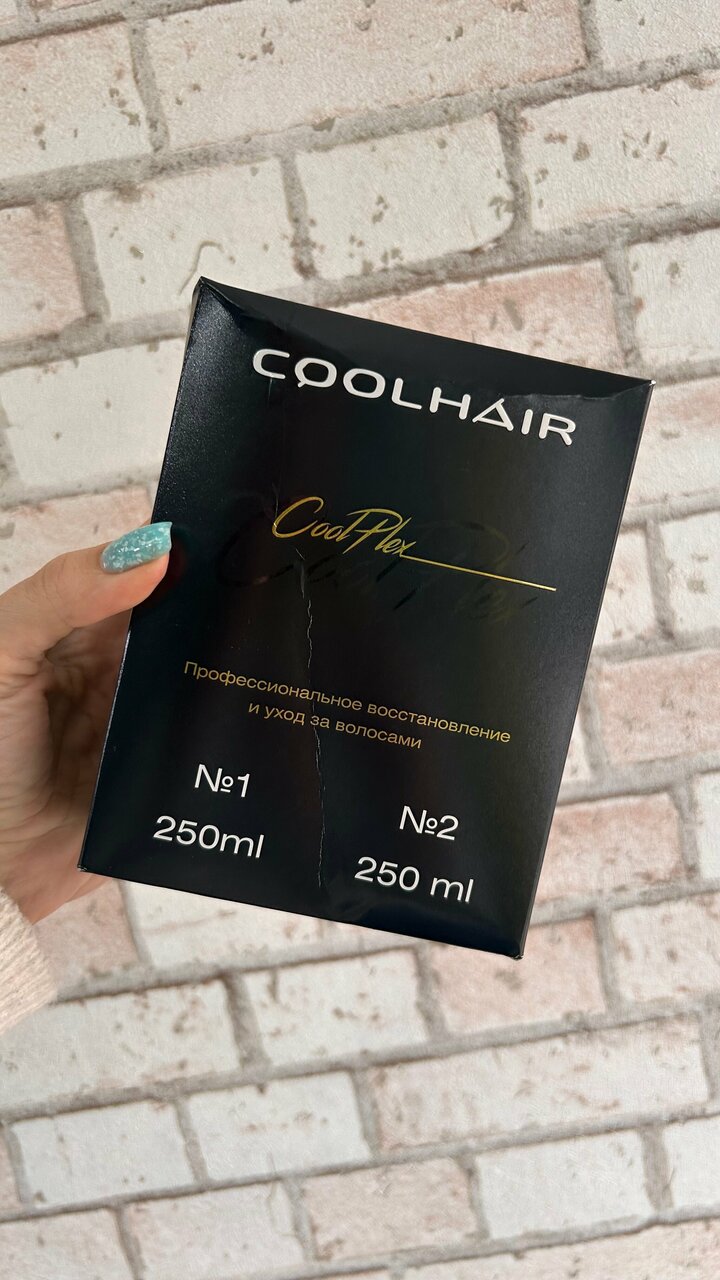 COOLHAIR
CoolPlex
Профессиональное восстановление
и уход за волосами
№1
250ml
№2
250 ml